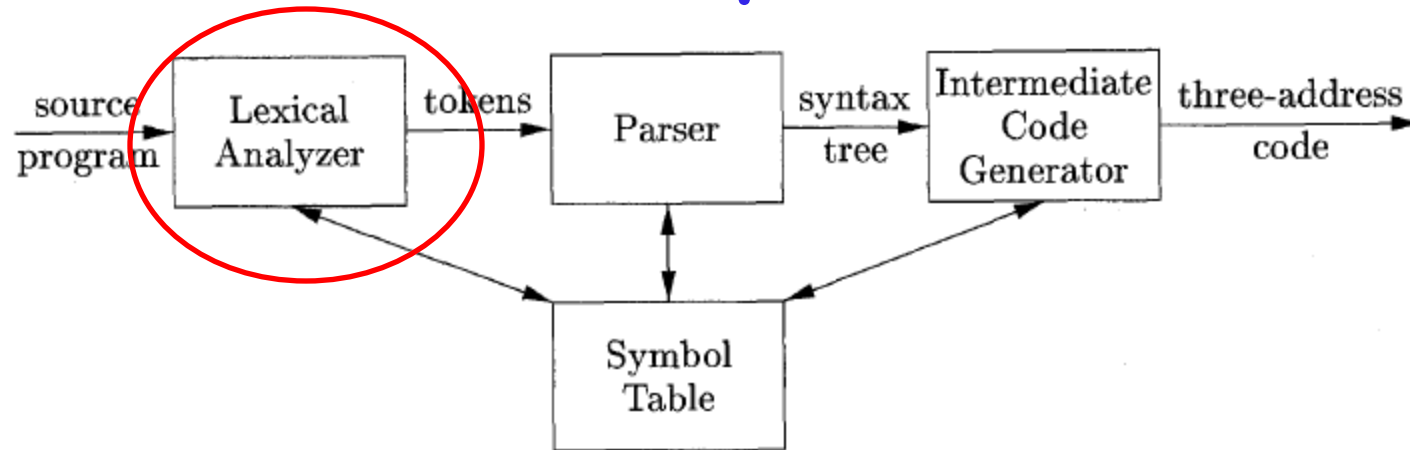 source
program
Lexical
Analyzer
tokens
Parser
syntax
tree
Intermediate
Code
Generator
three-address
code
Symbol
Table